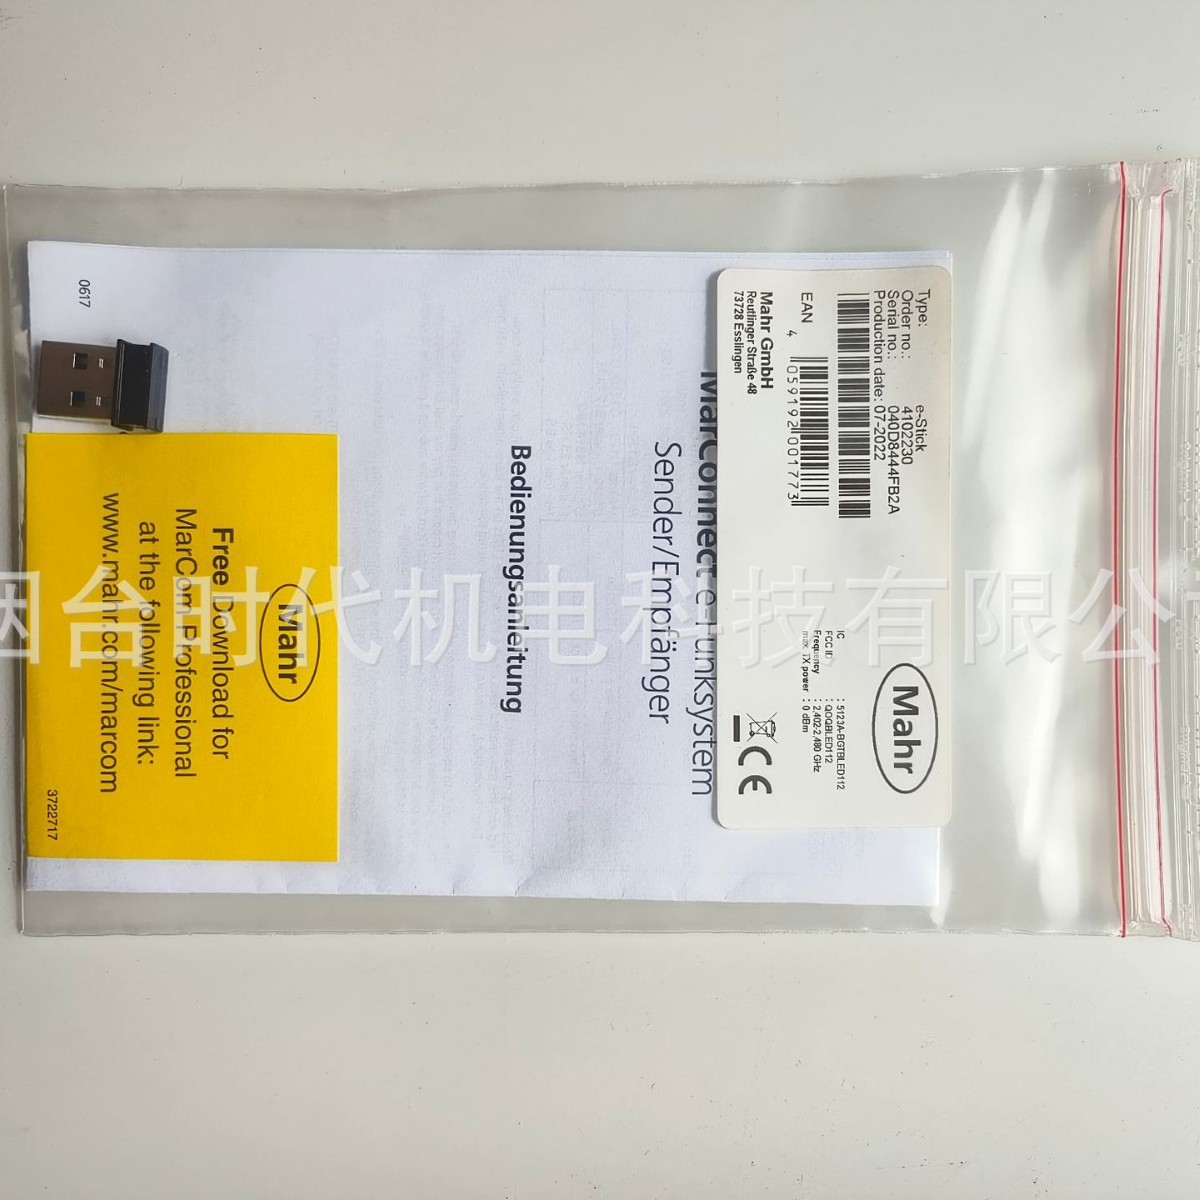 Type: e-Stick
Order no.: 4102230
Serial no.: 040D8444FB2A
Production date: 07-2022
EAN
4 059192 001773
Mahr GmbH
Reutlinger Straße 48
73728 Esslingen
Mahr
IC : 5123A-BGTBLED112
FCC ID : QOQBLED112
Frequency : 2,402-2,480 GHz
max. TX power : 0 dBm
CE
MarConnect e-Funksystem
Sender/Empfänger
Bedienungsanleitung
Mahr
Free Download for
MarCom Professional
at the following link:
www.mahr.com/marcom
3722717
0617
烟台时代机电科技有限公司